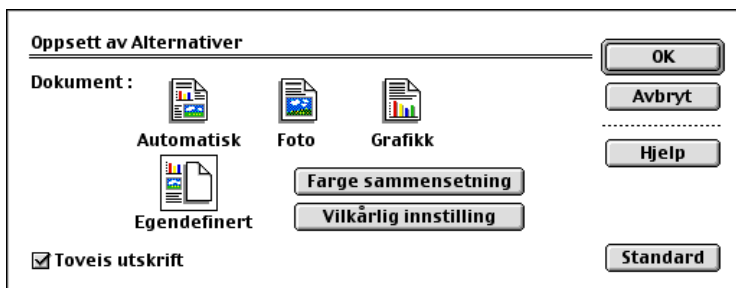 Oppsett av Alternativer
OK
Dokument :
Avbryt
Automatisk
Foto
Grafikk
Hjelp
Farge sammensetning
Egendefinert
Vilkårlig innstilling
Toveis utskrift
Standard